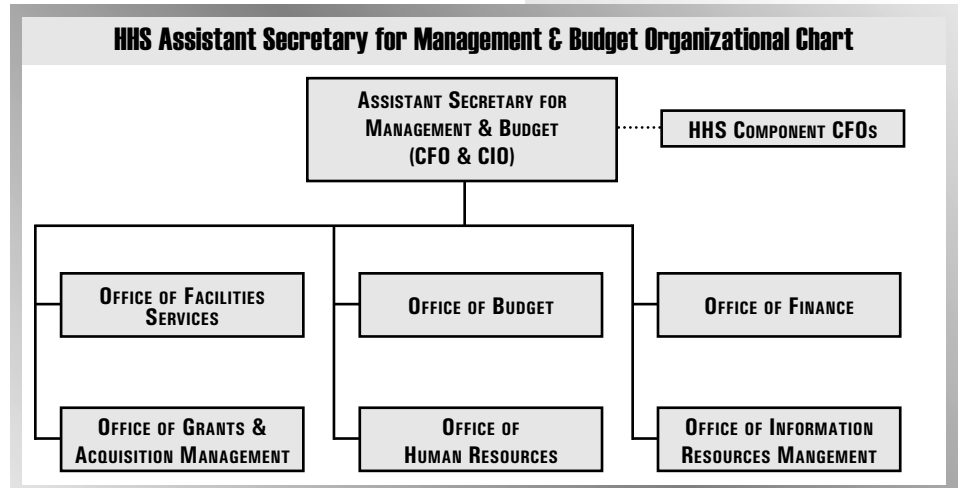 HHS Assistant Secretary for Management & Budget Organizational Chart
ASSISTANT SECRETARY FOR
MANAGEMENT & BUDGET
(CFO & CIO)
HHS COMPONENT CFOS
OFFICE OF FACILITIES
SERVICES
OFFICE OF BUDGET
OFFICE OF FINANCE
OFFICE OF GRANTS &
ACQUISITION MANAGEMENT
OFFICE OF
HUMAN RESOURCES
OFFICE OF INFORMATION
RESOURCES MANGEMENT